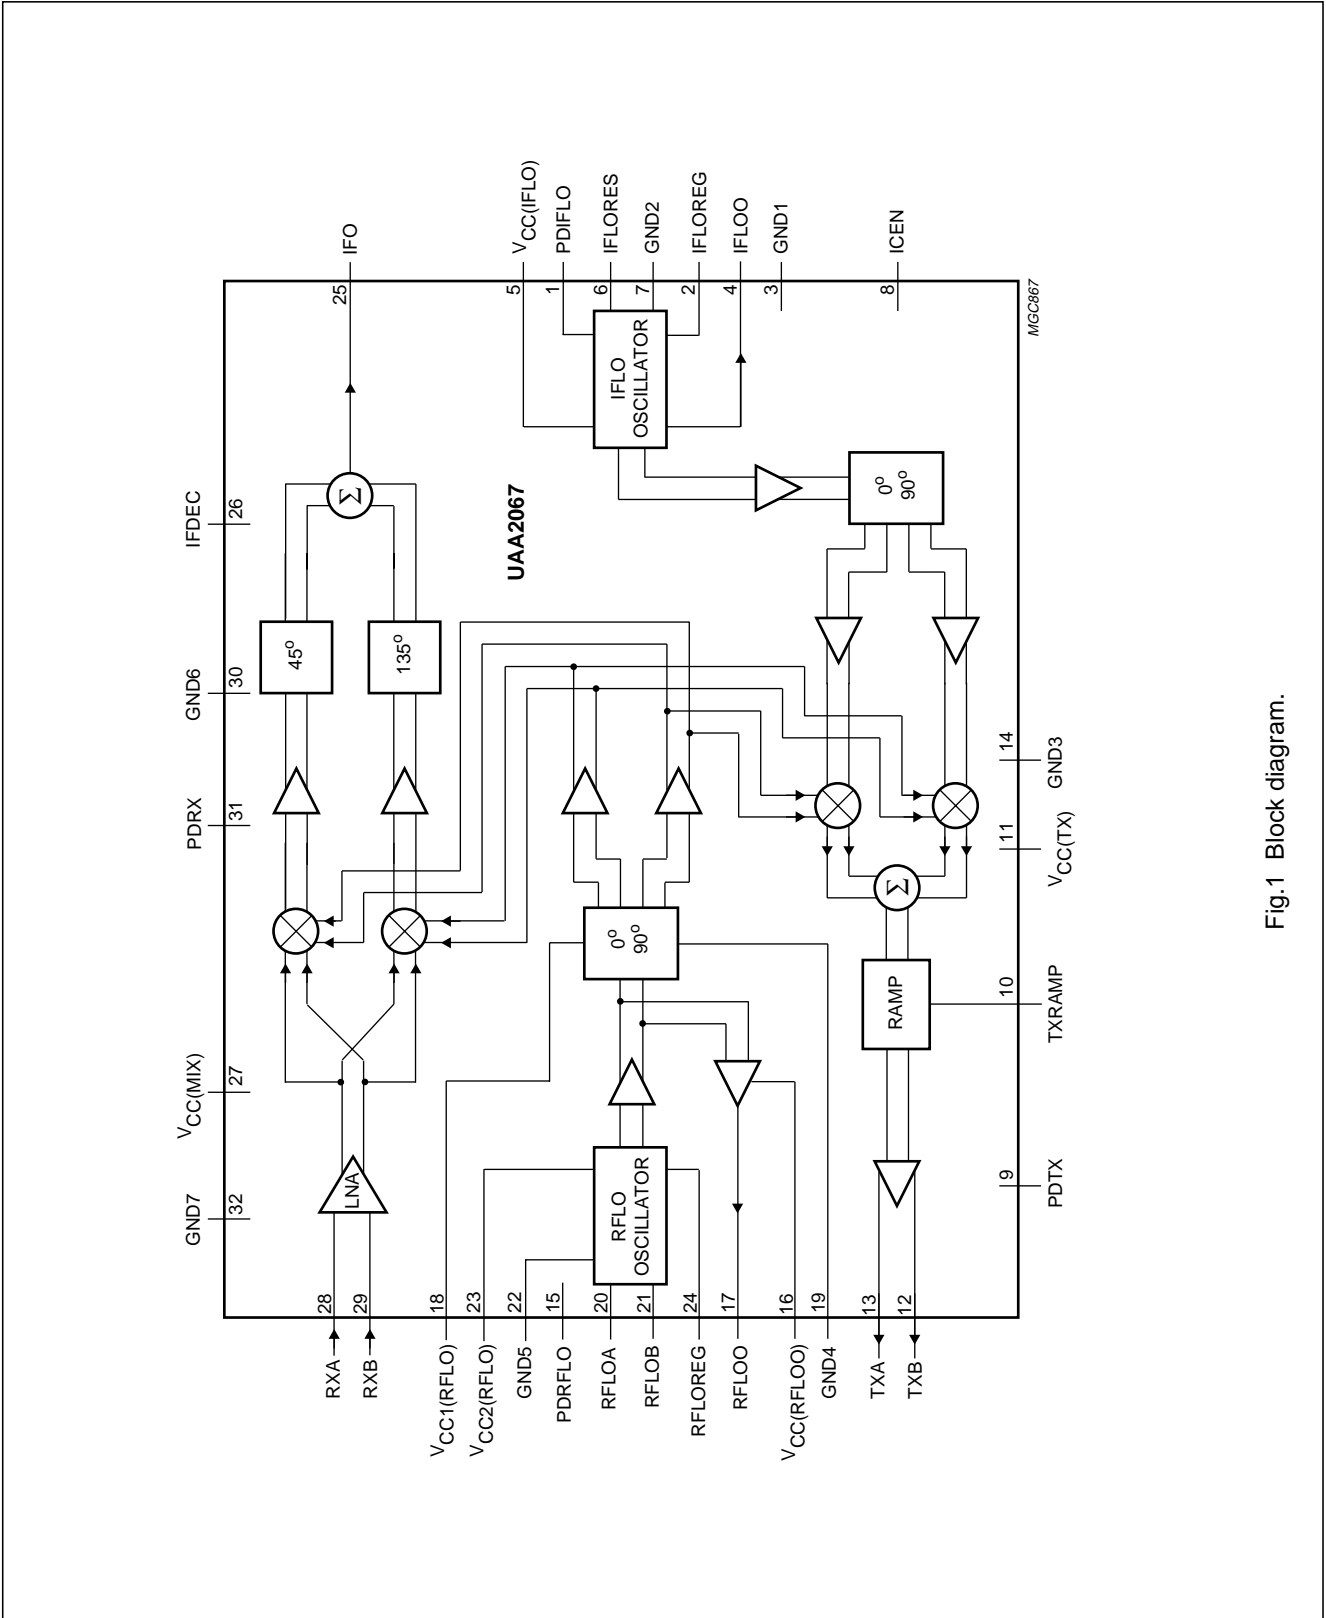 IFO
25
VCC(IFLO)
5
PDIFLO
1
IFLORES
6
GND2
7
IFLOREG
2
IFLOO
4
GND1
3
ICEN
8
MGC867
IFDEC
26
GND6
30
PDRX
31
VCC(MIX)
27
GND7
32
Σ
45°
135°
UAA2067
IFLO
OSCILLATOR
0°
90°
LNA
0°
90°
RFLO
OSCILLATOR
Σ
RAMP
GND3
14
VCC(TX)
11
TXRAMP
10
PDTX
9
RXA
28
RXB
29
VCC1(RFLO)
18
VCC2(RFLO)
23
GND5
22
PDRFLO
15
RFLOA
20
RFLOB
21
RFLOREG
24
RFLOO
17
VCC(RFLOO)
16
GND4
19
TXA
13
TXB
12
Fig.1 Block diagram.